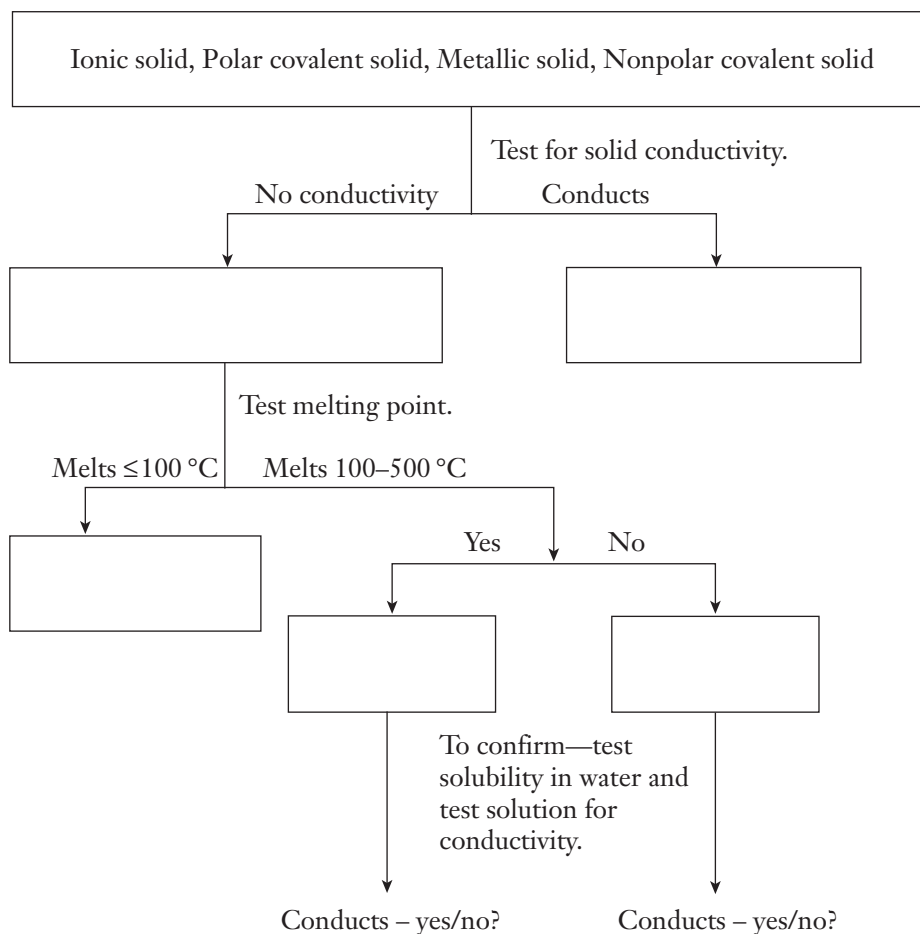 Ionic solid, Polar covalent solid, Metallic solid, Nonpolar covalent solid
Test for solid conductivity.
No conductivity
Conducts
Test melting point.
Melts ≤100 °C
Melts 100–500 °C
Yes
No
To confirm—test
solubility in water and
test solution for
conductivity.
Conducts – yes/no?
Conducts – yes/no?